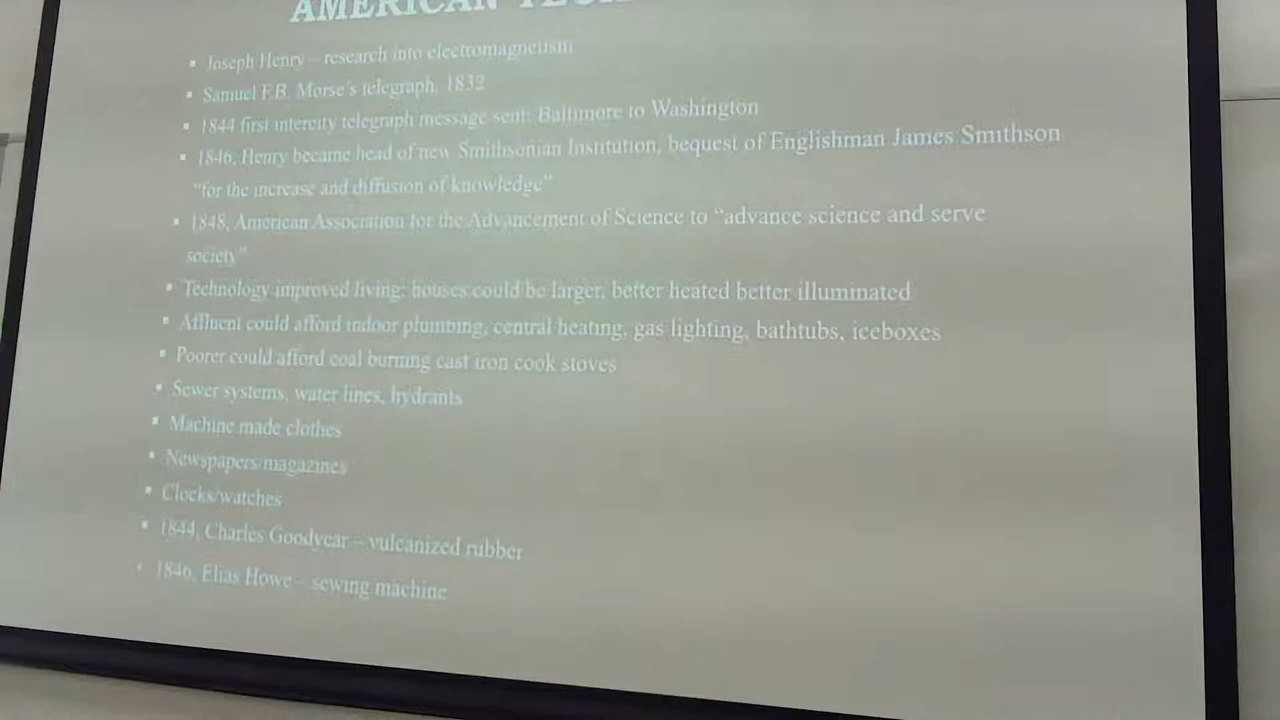 AMERICAN
▪ Joseph Henry – research into electromagnetism
▪ Samuel F.B. Morse's telegraph, 1832
▪ 1844 first intercity telegraph message sent: Baltimore to Washington
▪ 1846, Henry became head of new Smithsonian Institution, bequest of Englishman James Smithson
"for the increase and diffusion of knowledge"
▪ 1848, American Association for the Advancement of Science to "advance science and serve
society"
▪ Technology improved living: houses could be larger, better heated better illuminated
▪ Affluent could afford indoor plumbing, central heating, gas lighting, bathtubs, iceboxes
▪ Poorer could afford coal burning cast iron cook stoves
▪ Sewer systems, water lines, hydrants
▪ Machine made clothes
▪ Newspapers/magazines
▪ Clocks/watches
▪ 1844, Charles Goodyear – vulcanized rubber
▪ 1846, Elias Howe – sewing machine